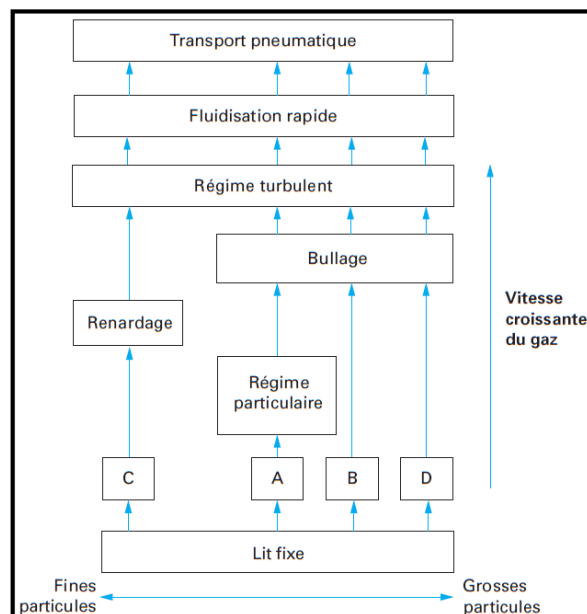 Transport pneumatique
Fluidisation rapide
Régime turbulent
Bullage
Renardage
Vitesse
croissante
du gaz
Régime
particulaire
C
A
B
D
Lit fixe
Fines
particules
Grosses
particules